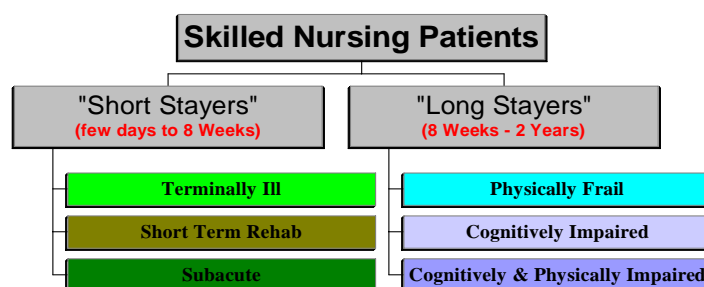 Skilled Nursing Patients
"Short Stayers"
(few days to 8 Weeks)
Terminally Ill
Short Term Rehab
Subacute
"Long Stayers"
(8 Weeks - 2 Years)
Physically Frail
Cognitively Impaired
Cognitively & Physically Impaired